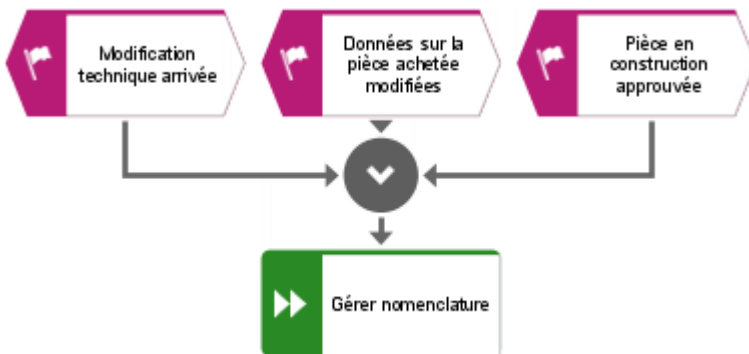 Modification
technique arrivée
Données sur la
pièce achetée
modifiées
Pièce en
construction
approuvée
Gérer nomenclature